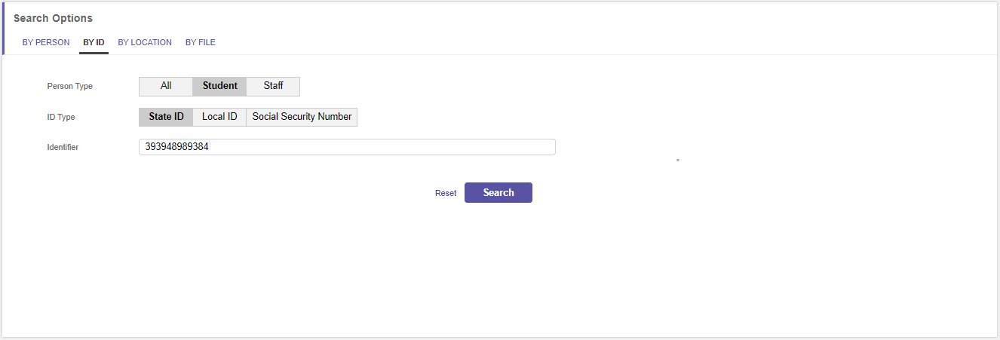 Search Options
BY PERSON BY ID BY LOCATION BY FILE
Person Type All Student Staff
ID Type State ID Local ID Social Security Number
Identifier 393948989384
Reset Search